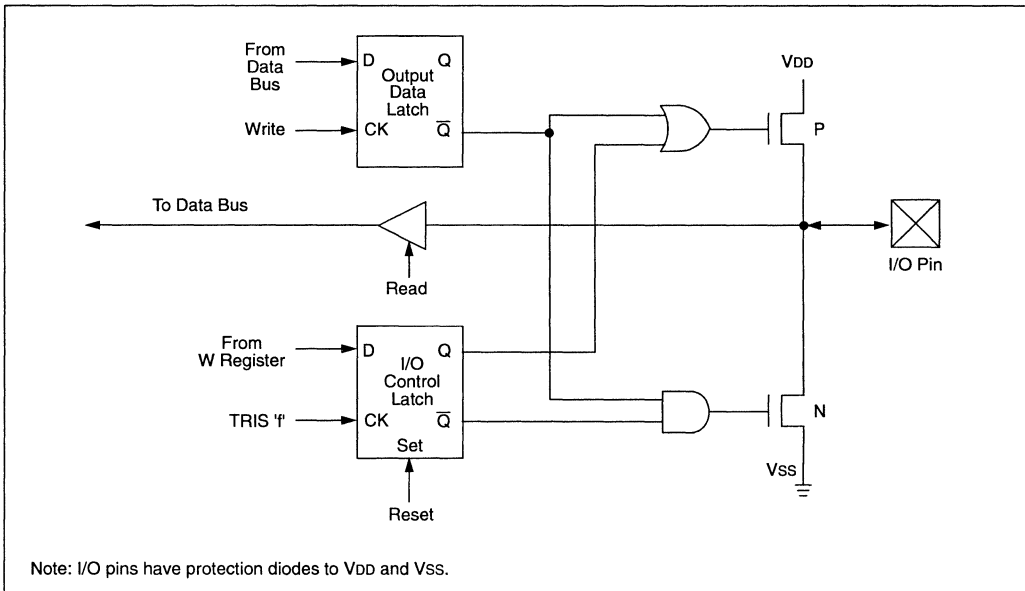 From
Data
Bus
D
Q
Output
Data
Latch
Write
CK
Q
VDD
P
To Data Bus
Read
I/O Pin
From
W Register
D
Q
I/O
Control
Latch
TRIS 'f'
CK
Q
Set
Reset
N
VSS
Note: I/O pins have protection diodes to VDD and VSS.